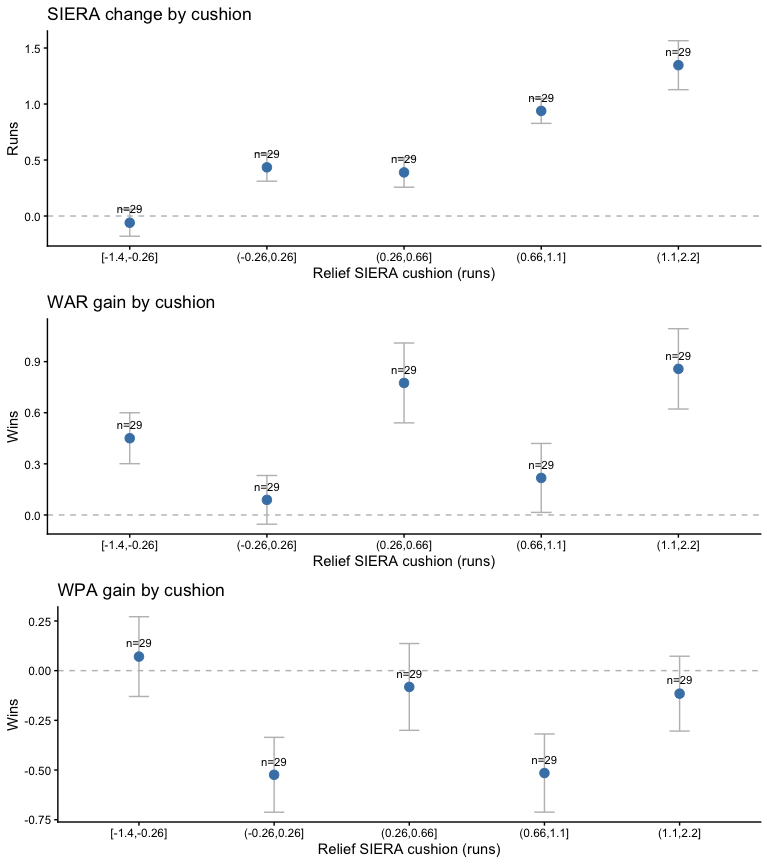 SIERA change by cushion
1.5
1.0
0.5
0.0
Runs
n=29
n=29
n=29
n=29
n=29
[-1.4,-0.26]
(-0.26,0.26]
(0.26,0.66]
(0.66,1.1]
(1.1,2.2]
Relief SIERA cushion (runs)
WAR gain by cushion
0.9
0.6
0.3
0.0
Wins
n=29
n=29
n=29
n=29
n=29
[-1.4,-0.26]
(-0.26,0.26]
(0.26,0.66]
(0.66,1.1]
(1.1,2.2]
Relief SIERA cushion (runs)
WPA gain by cushion
0.25
0.00
-0.25
-0.50
-0.75
Wins
n=29
n=29
n=29
n=29
n=29
[-1.4,-0.26]
(-0.26,0.26]
(0.26,0.66]
(0.66,1.1]
(1.1,2.2]
Relief SIERA cushion (runs)